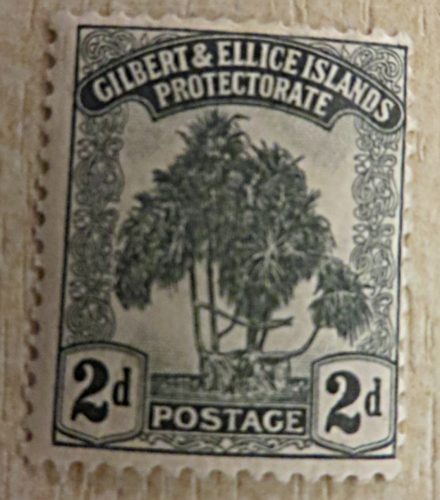 GILBERT & ELLICE ISLANDS
PROTECTORATE
2d POSTAGE 2d